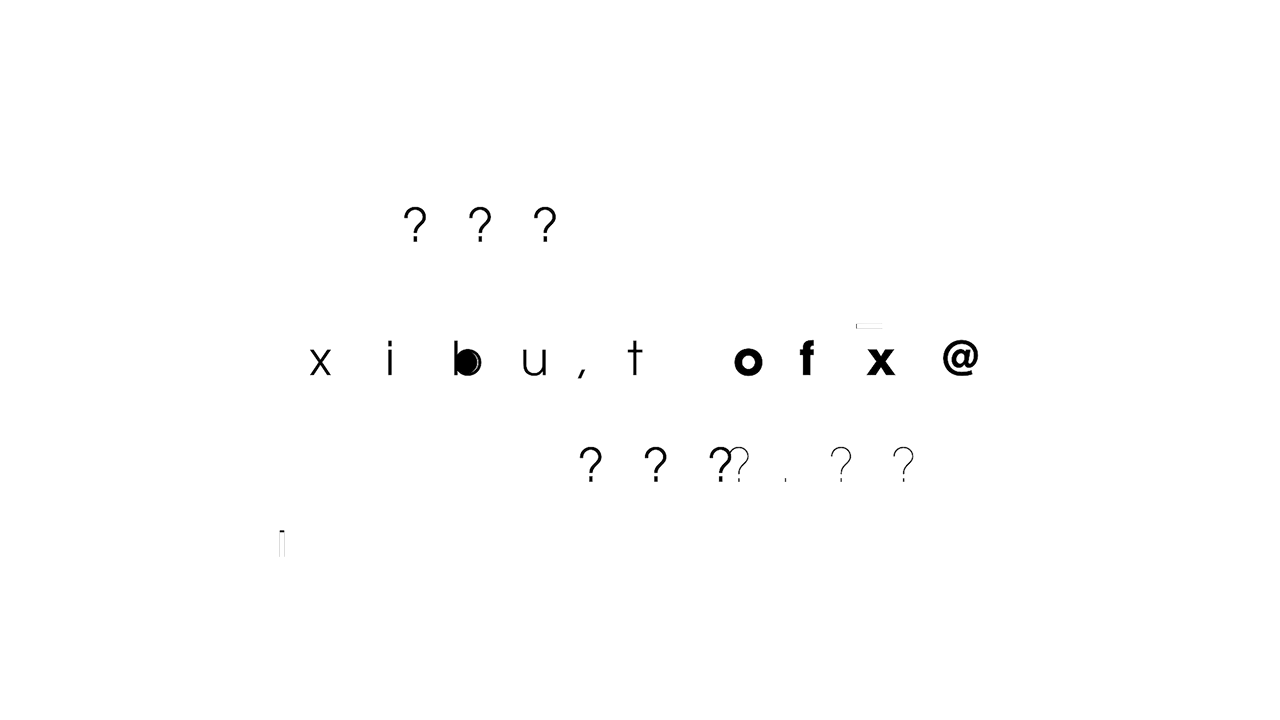 ? ? ?
x i b u , t o f x @
? ? ? ? . ? ?